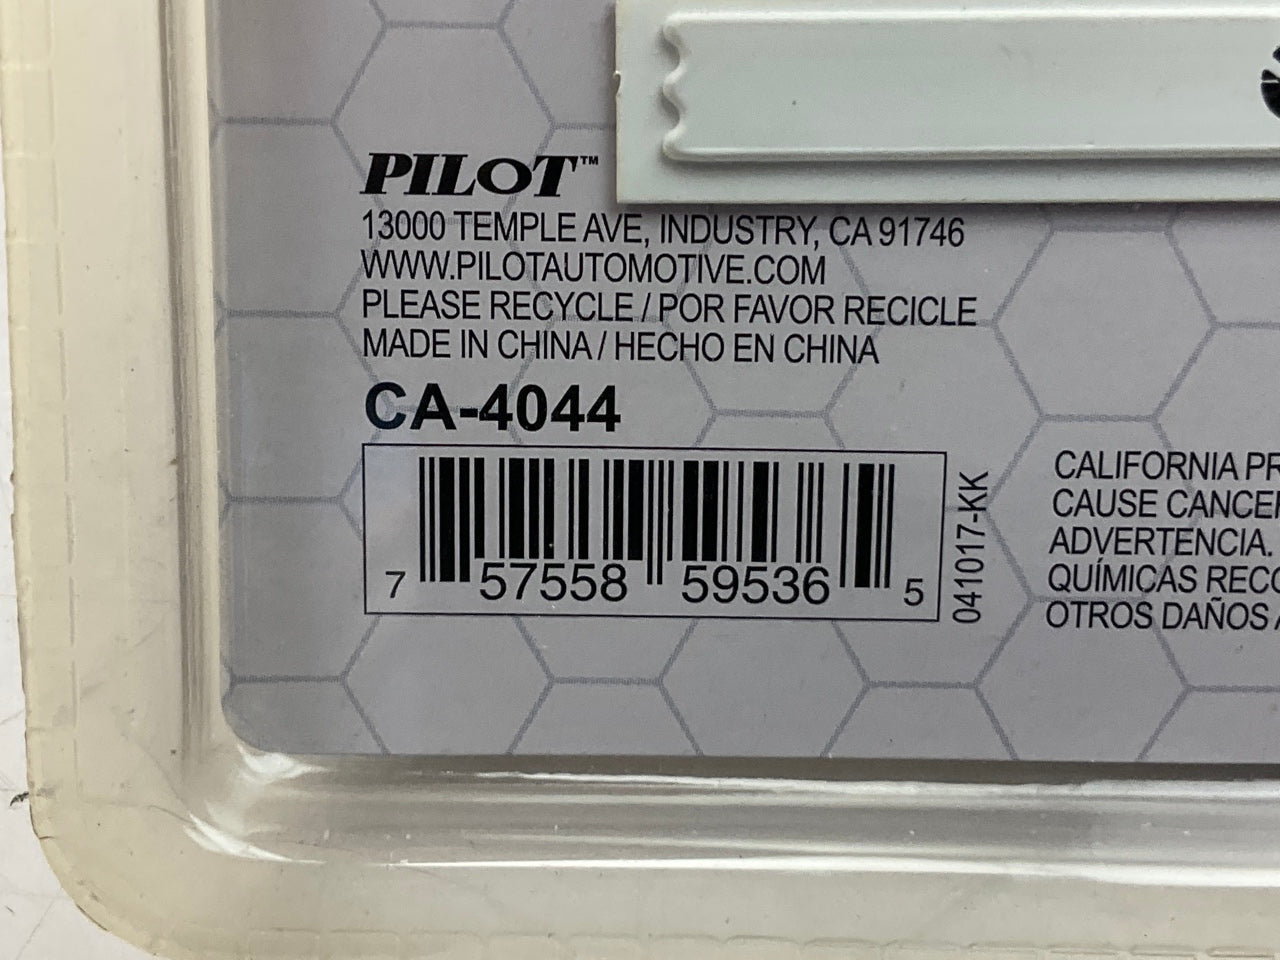 PILOT™
13000 TEMPLE AVE, INDUSTRY, CA 91746
WWW.PILOTAUTOMOTIVE.COM
PLEASE RECYCLE / POR FAVOR RECICLE
MADE IN CHINA / HECHO EN CHINA
CA-4044
7 57558 59536 5
041017-KK
CALIFORNIA
CAUSE
ADVERTENCIA.
QUÍMICAS
OTROS DAÑOS